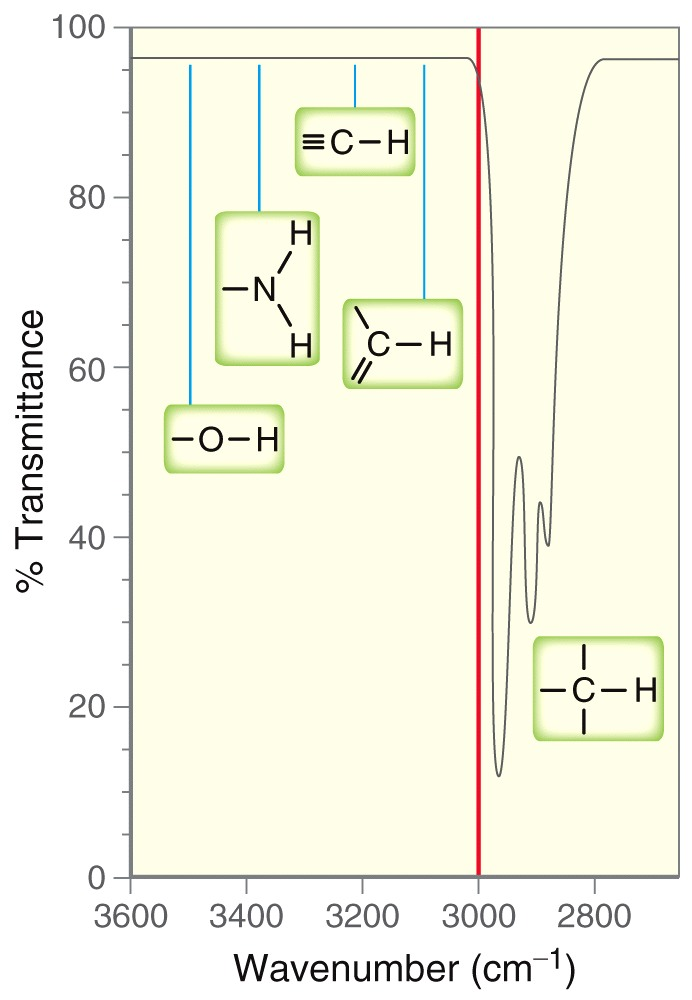 100
80
60
40
20
0
% Transmittance
≡C–H
H
–N
H
C–H
–O–H
–C–H
3600 3400 3200 3000 2800
Wavenumber (cm⁻¹)